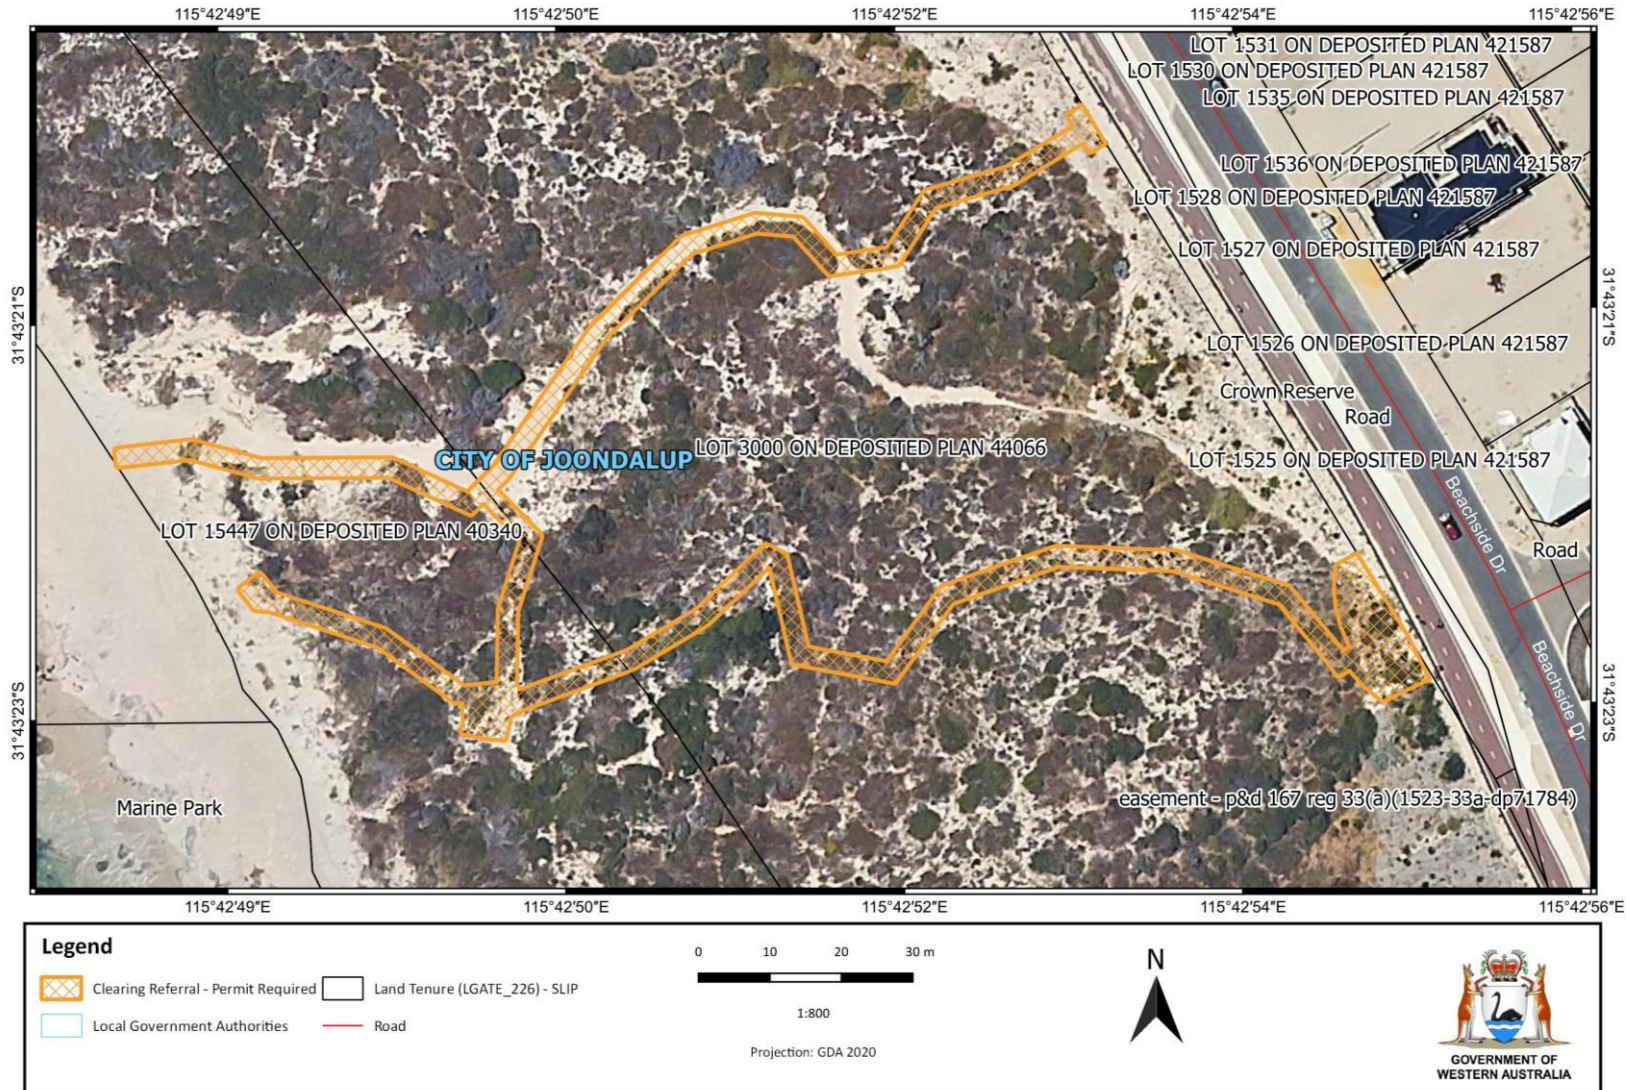 115°42'49"E 115°42'50"E 115°42'52"E 115°42'54"E 115°42'56"E
LOT 1531 ON DEPOSITED PLAN 421587
LOT 1530 ON DEPOSITED PLAN 421587
LOT 1535 ON DEPOSITED PLAN 421587
LOT 1536 ON DEPOSITED PLAN 421587
LOT 1528 ON DEPOSITED PLAN 421587
LOT 1527 ON DEPOSITED PLAN 421587
31°43'21"S
31°43'21"S
LOT 1526 ON DEPOSITED PLAN 421587
Crown Reserve
Road
CITY OF JOONDALUP
LOT 3000 ON DEPOSITED PLAN 44066
LOT 1525 ON DEPOSITED PLAN 421587
LOT 15447 ON DEPOSITED PLAN 40340
Beachside Dr
Road
Beachside Dr
31°43'23"S
31°43'23"S
Marine Park
easement - p&d 167 reg 33(a)(1523-33a-dp71784)
115°42'49"E 115°42'50"E 115°42'52"E 115°42'54"E 115°42'56"E
Legend
Clearing Referral - Permit Required
Land Tenure (LGATE_226) - SLIP
Local Government Authorities
Road
0 10 20 30 m
1:800
Projection: GDA 2020
N
GOVERNMENT OF
WESTERN AUSTRALIA